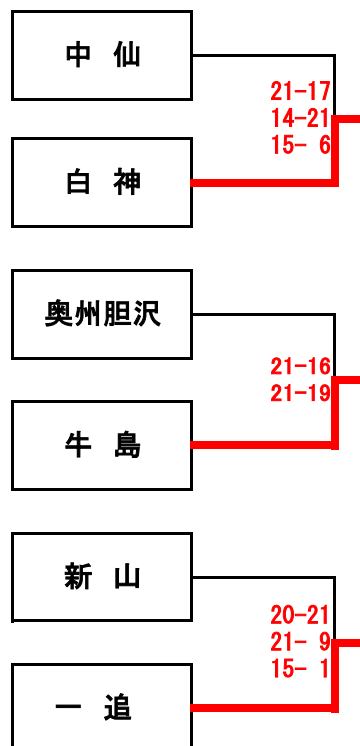 中 仙
21-17
14-21
15- 6
白 神
奥州胆沢
21-16
21-19
牛 島
新 山
20-21
21- 9
15- 1
一 追